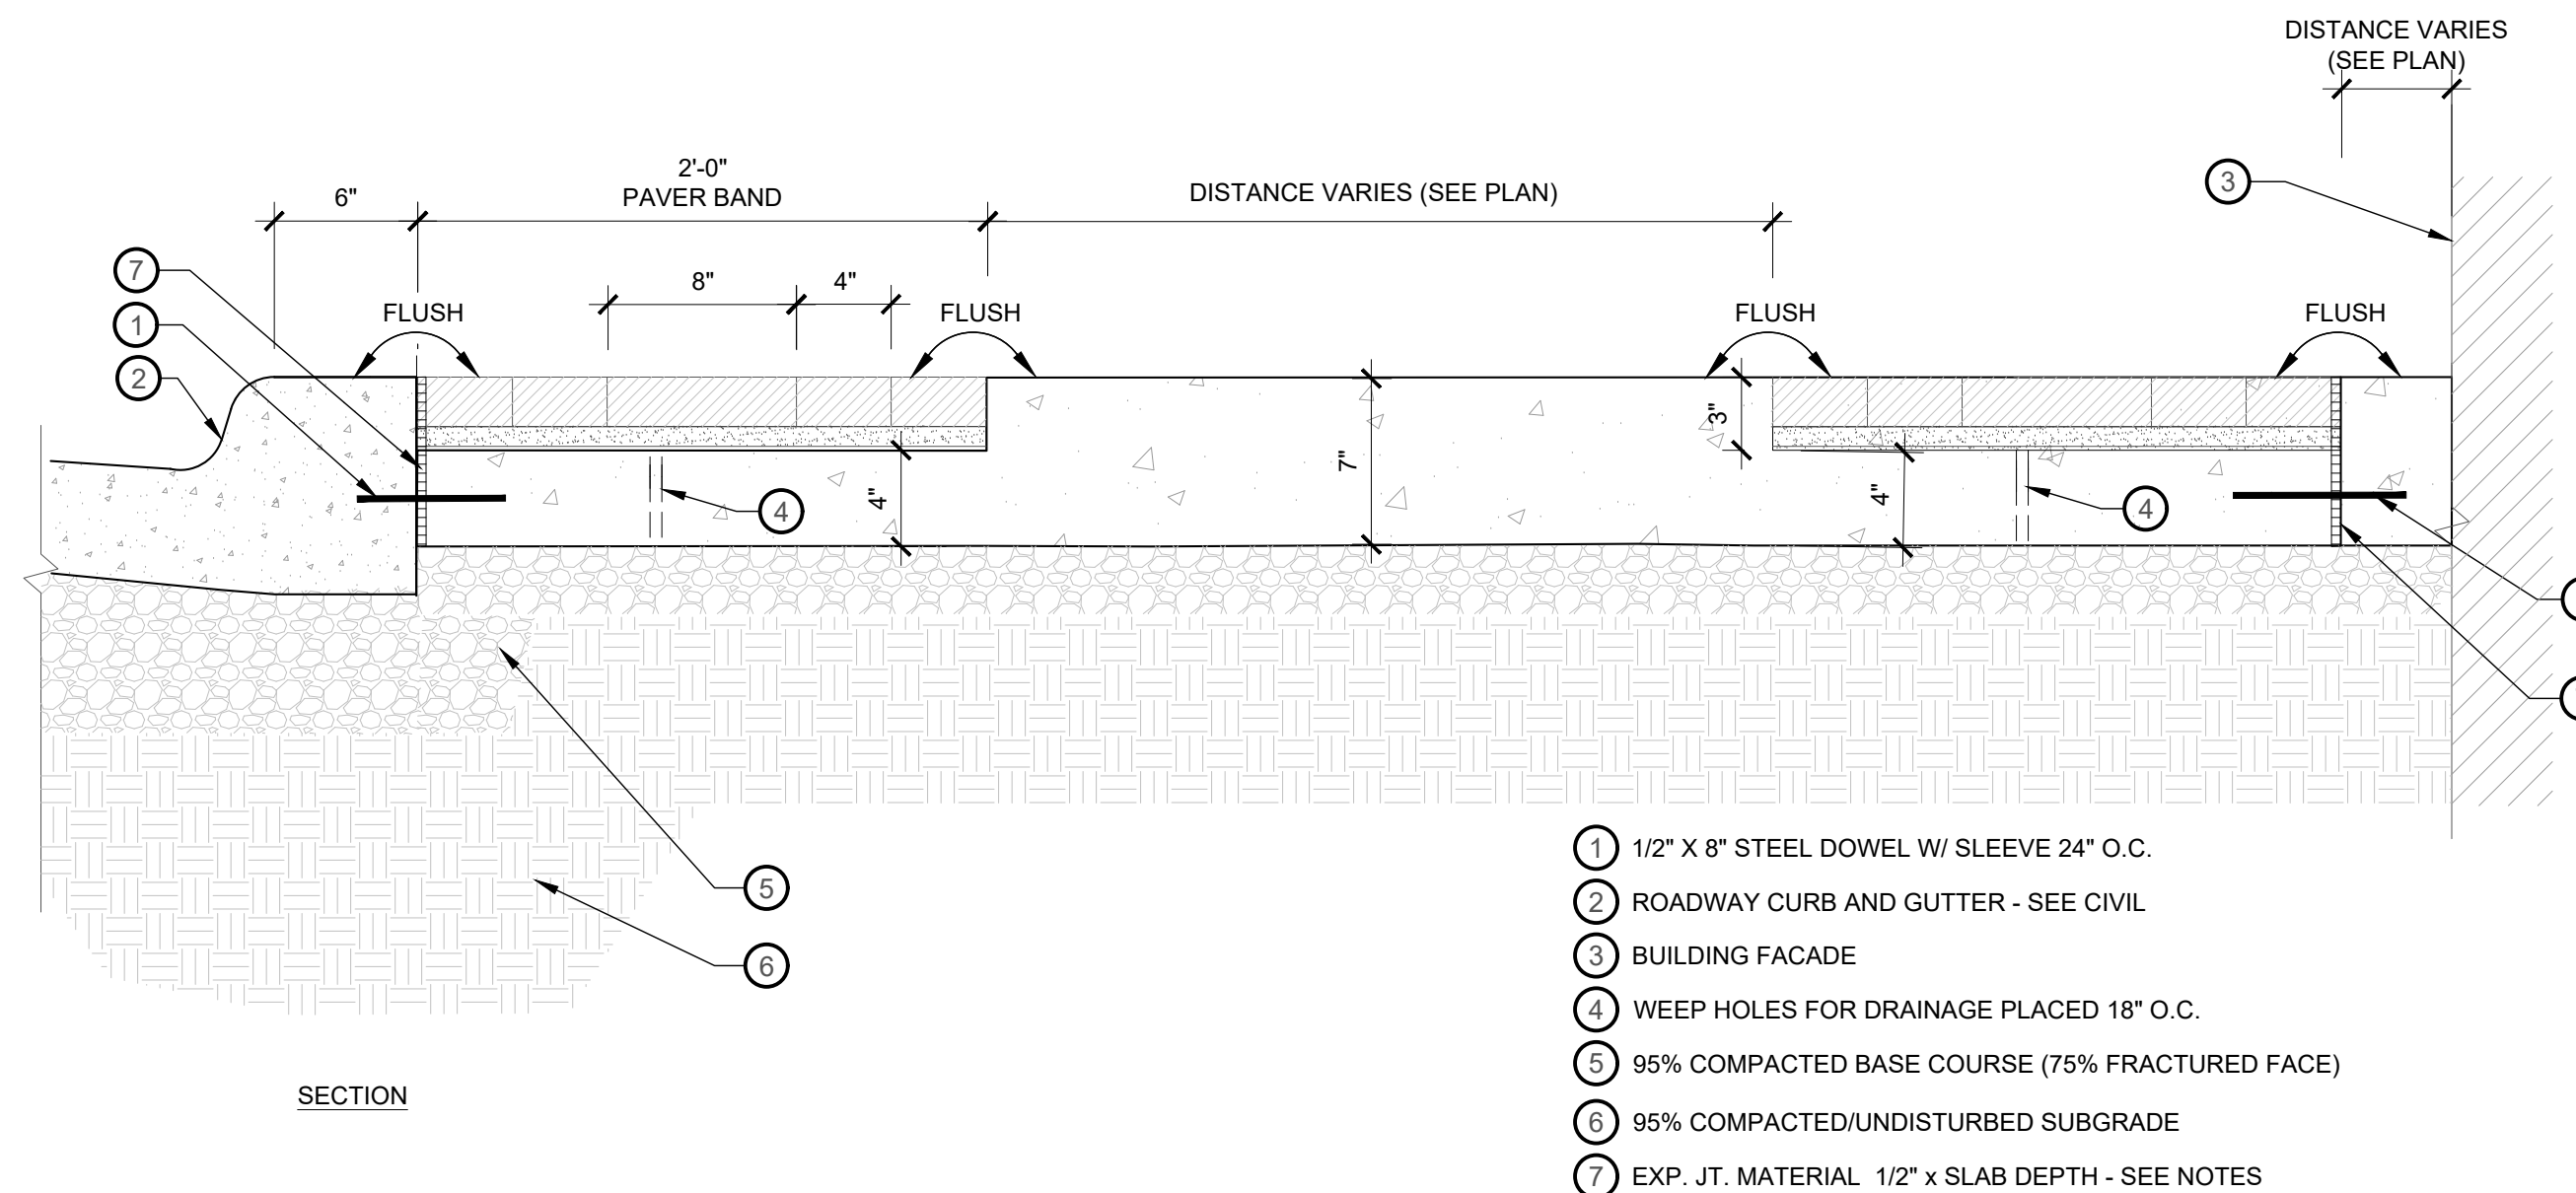 DISTANCE VARIES
(SEE PLAN)
2'-0"
PAVER BAND
6"
DISTANCE VARIES (SEE PLAN)
3
7
8"
4"
1
FLUSH
FLUSH
FLUSH
FLUSH
2
3"
7"
4"
4"
4
4
5
6
1 1/2" X 8" STEEL DOWEL W/ SLEEVE 24" O.C.
2 ROADWAY CURB AND GUTTER - SEE CIVIL
3 BUILDING FACADE
4 WEEP HOLES FOR DRAINAGE PLACED 18" O.C.
5 95% COMPACTED BASE COURSE (75% FRACTURED FACE)
6 95% COMPACTED/UNDISTURBED SUBGRADE
7 EXP. JT. MATERIAL 1/2" x SLAB DEPTH - SEE NOTES
SECTION